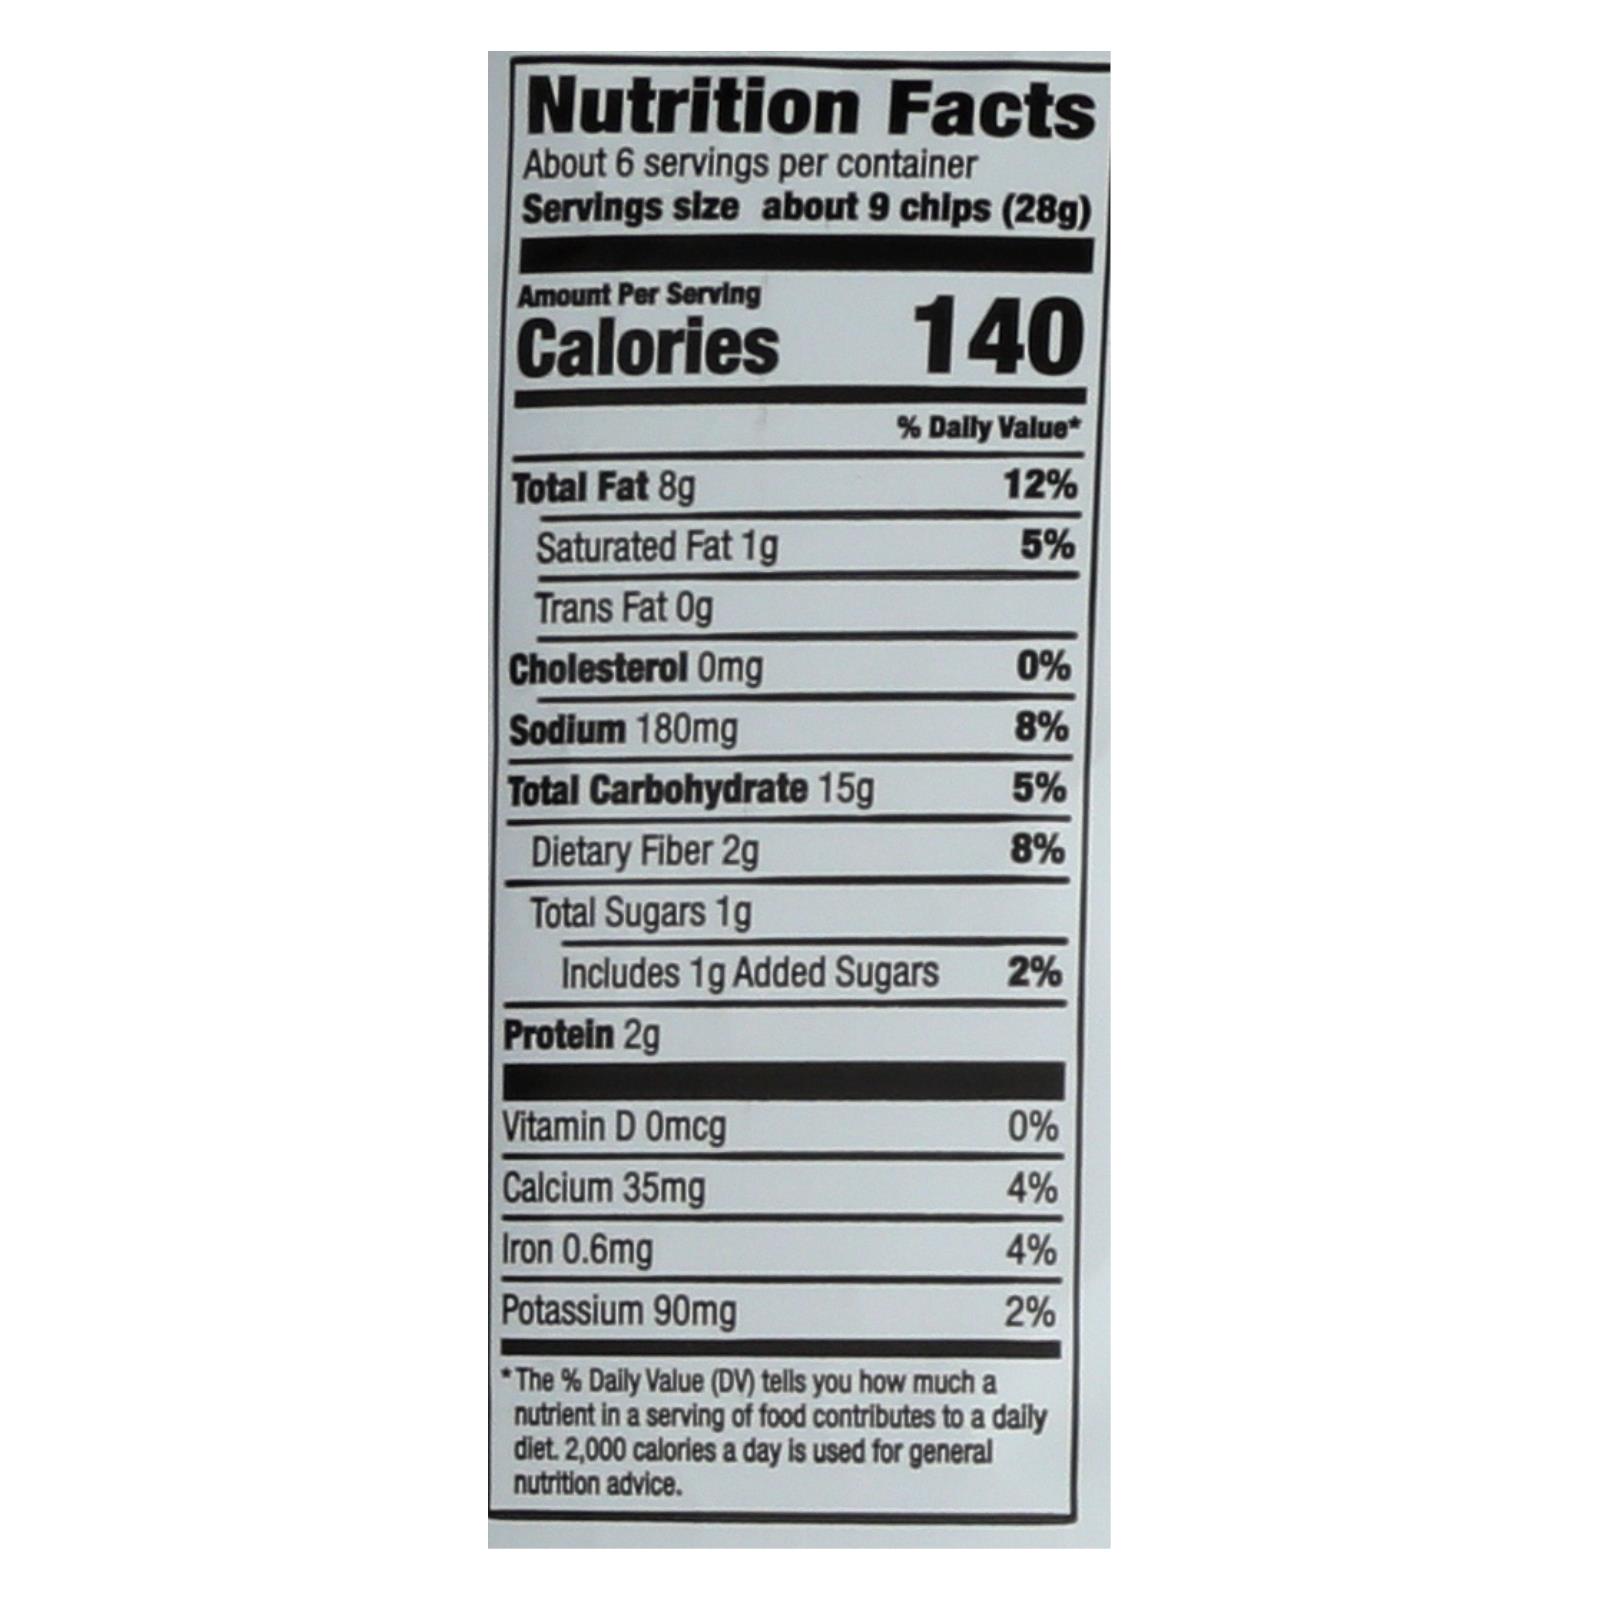 Nutrition Facts
About 6 servings per container
Servings size about 9 chips (28g)
Amount Per Serving
Calories 140
% Daily Value*
Total Fat 8g 12%
Saturated Fat 1g 5%
Trans Fat 0g
Cholesterol 0mg 0%
Sodium 180mg 8%
Total Carbohydrate 15g 5%
Dietary Fiber 2g 8%
Total Sugars 1g
Includes 1g Added Sugars 2%
Protein 2g
Vitamin D 0mcg 0%
Calcium 35mg 4%
Iron 0.6mg 4%
Potassium 90mg 2%
*The % Daily Value (DV) tells you how much a
nutrient in a serving of food contributes to a daily
diet. 2,000 calories a day is used for general
nutrition advice.